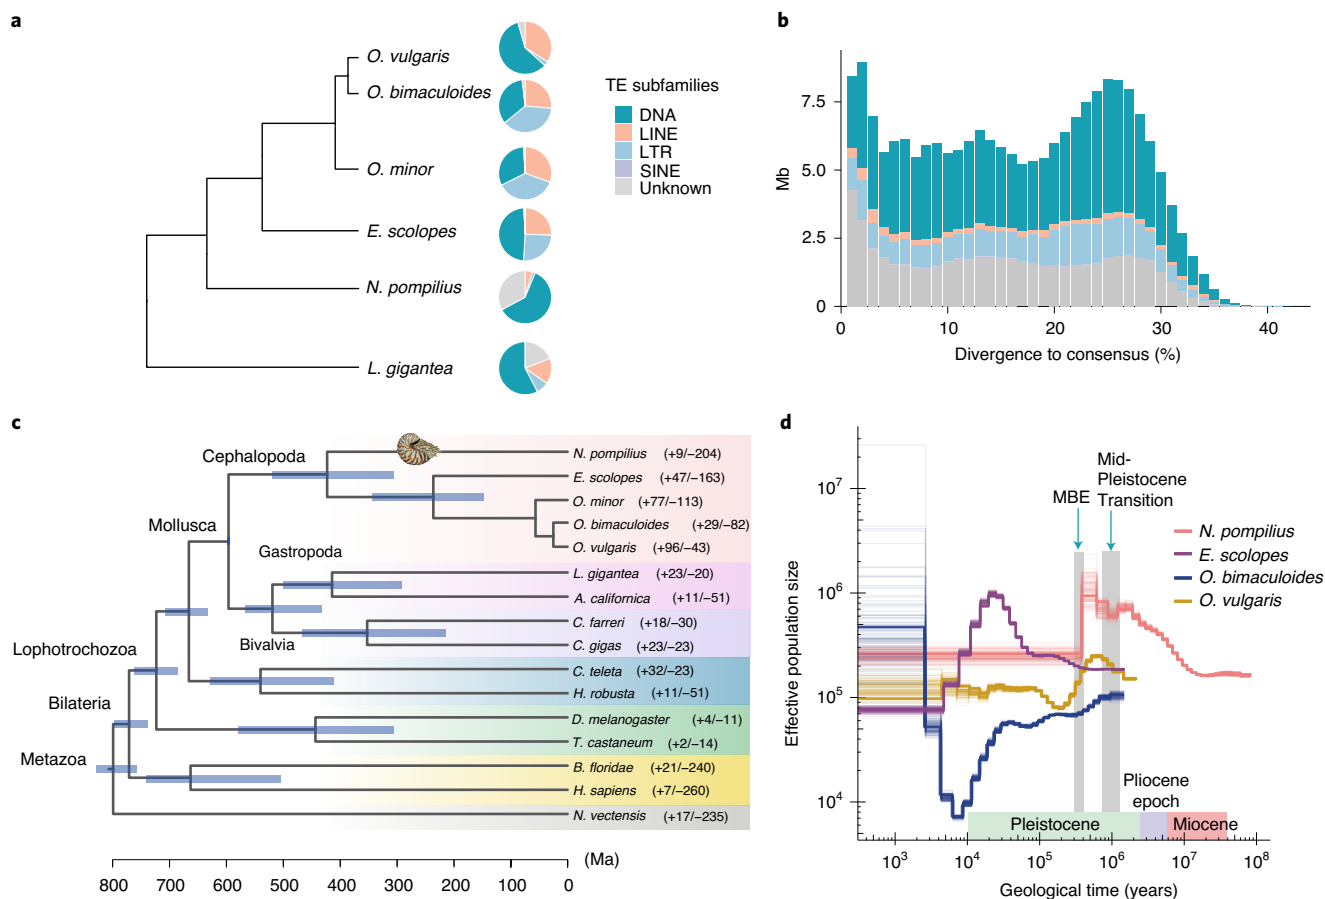 a
O. vulgaris
O. bimaculoides
O. minor
E. scolopes
N. pompilius
L. gigantea
TE subfamilies
DNA
LINE
LTR
SINE
Unknown
b
Mb
7.5
5.0
2.5
0
0
10
20
30
40
Divergence to consensus (%)
c
Cephalopoda
Mollusca
Gastropoda
Bivalvia
Lophotrochozoa
Bilateria
Metazoa
N. pompilius (+9/−204)
E. scolopes (+47/−163)
O. minor (+77/−113)
O. bimaculoides (+29/−82)
O. vulgaris (+96/−43)
L. gigantea (+23/−20)
A. californica (+11/−51)
C. farreri (+18/−30)
C. gigas (+23/−23)
C. teleta (+32/−23)
H. robusta (+11/−51)
D. melanogaster (+4/−11)
T. castaneum (+2/−14)
B. floridae (+21/−240)
H. sapiens (+7/−260)
N. vectensis (+17/−235)
(Ma)
800
700
600
500
400
300
200
100
0
d
Effective population size
10⁷
10⁶
10⁵
10⁴
MBE
Mid-
Pleistocene
Transition
N. pompilius
E. scolopes
O. bimaculoides
O. vulgaris
Pliocene
epoch
Pleistocene
Miocene
10³
10⁴
10⁵
10⁶
10⁷
10⁸
Geological time (years)